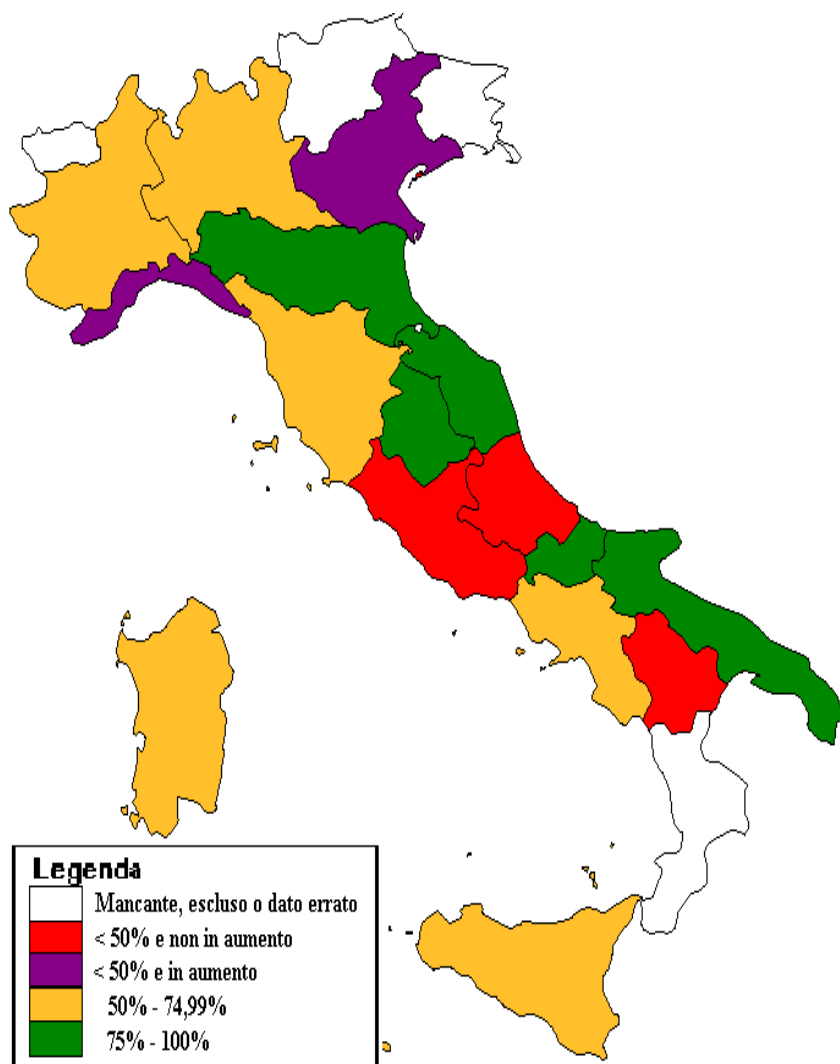 Legenda
Mancante, escluso o dato errato
< 50% e non in aumento
< 50% e in aumento
50% - 74,99%
75% - 100%